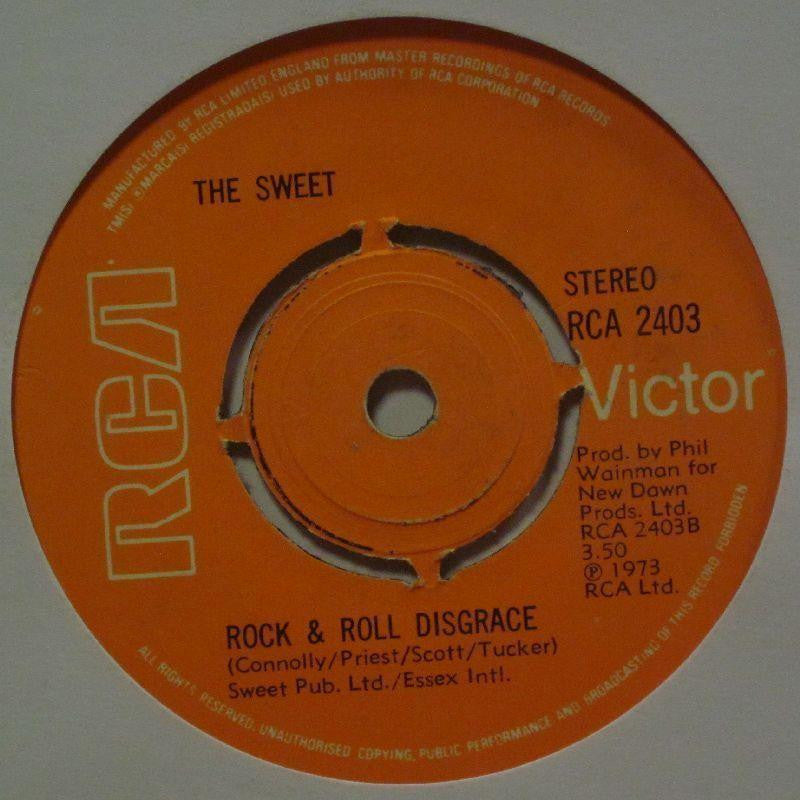 MANUFACTURED BY RCA LIMITED ENGLAND FROM MASTER RECORDINGS OF RCA RECORDS
TM(S) ® MARCA(S) REGISTRADA(S) USED BY AUTHORITY OF RCA CORPORATION
THE SWEET
STEREO
RCA 2403
RCA
Victor
Prod. by Phil
Wainman for
New Dawn
Prods. Ltd.
RCA 2403B
3.50
℗ 1973
RCA Ltd.
ROCK & ROLL DISGRACE
(Connolly/Priest/Scott/Tucker)
Sweet Pub. Ltd./Essex Intl.
ALL RIGHTS RESERVED. UNAUTHORISED COPYING, PUBLIC PERFORMANCE AND BROADCASTING OF THIS RECORD FORBIDDEN